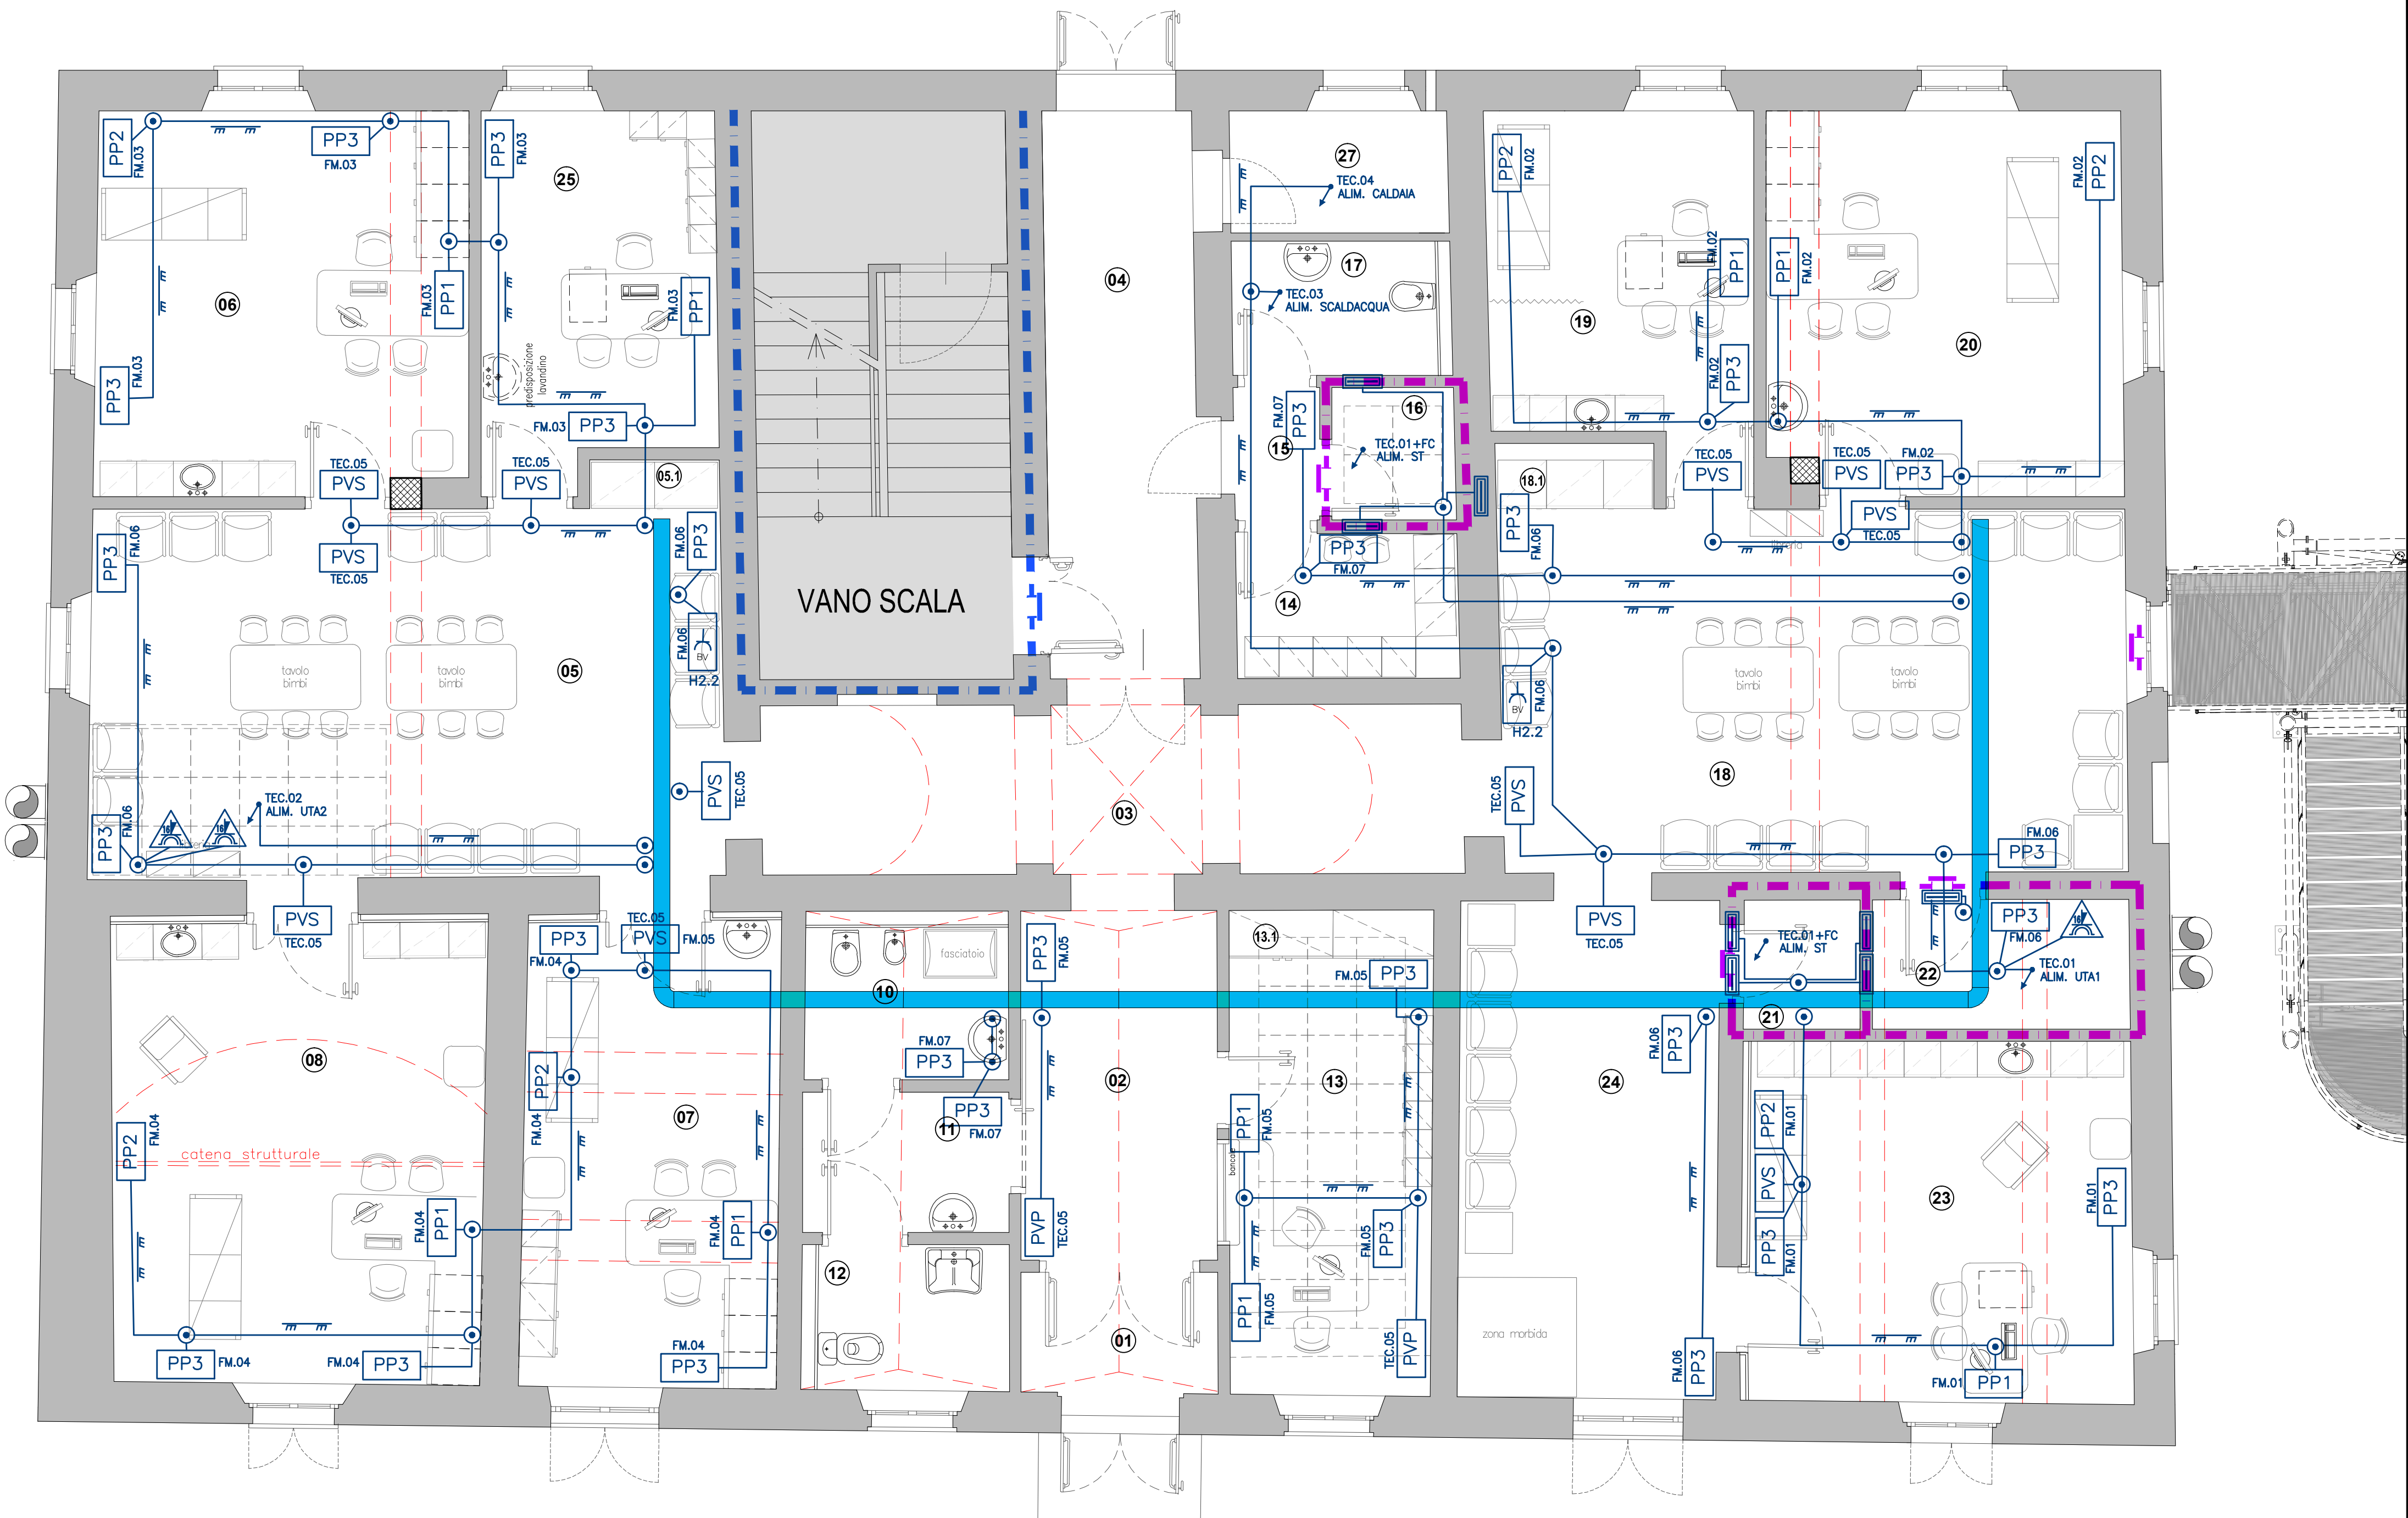 PP2
FM.03
PP3
FM.03
PP3
FM.03
25
27
TEC.04
ALIM. CALDAIA
PP2
FM.02
FM.02
PP2
06
FM.03
PP1
FM.03
PP1
predisposizione
lavandino
04
17
TEC.03
ALIM. SCALDACQUA
19
FM.02
PP1
PP1
FM.02
20
PP3
FM.03
FM.03
PP3
FM.07
PP3
15
16
TEC.01+FC
ALIM. ST
FM.02
PP3
TEC.05
PVS
TEC.05
PVS
05.1
18.1
TEC.05
PVS
TEC.05
PVS
FM.02
PP3
PVS
TEC.05
PVS
TEC.05
PP3
FM.06
FM.06
PP3
PP3
FM.06
PP3
FM.07
libreria
VANO SCALA
14
FM.06
BV
H2.2
BV
FM.06
H2.2
tavolo
bimbi
tavolo
bimbi
05
tavolo
bimbi
tavolo
bimbi
18
PVS
TEC.05
03
TEC.05
PVS
PP3
FM.06
16
16
TEC.02
ALIM. UTA2
FM.06
PP3
PVS
TEC.05
PP3
FM.04
TEC.05
PVS
FM.05
fasciatoio
10
PP3
FM.05
13.1
FM.05
PP3
PVS
TEC.05
TEC.01+FC
ALIM. ST
21
22
PP3
FM.06
16
TEC.01
ALIM. UTA1
08
PP2
FM.04
catena strutturale
PP2
FM.04
07
FM.07
PP3
PP3
FM.07
11
02
13
PP1
FM.05
bancale
24
FM.06
PP3
PP2
FM.01
PVS
PP3
FM.01
23
FM.01
PP3
FM.04
PP1
FM.04
PP1
PVP
TEC.05
FM.05
PP3
12
PP1
FM.05
01
TEC.05
PVP
zona morbida
PP3
FM.04
FM.04
PP3
FM.04
PP3
FM.06
PP3
FM.01
PP1